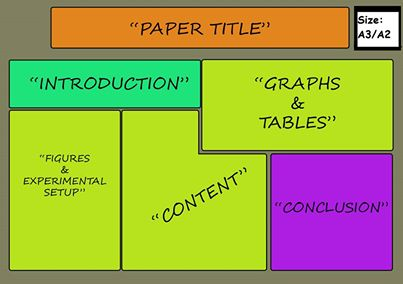 "PAPER TITLE"
Size:
A3/A2
"INTRODUCTION"
"GRAPHS
&
TABLES"
"FIGURES
&
EXPERIMENTAL
SETUP"
"CONTENT"
"CONCLUSION"